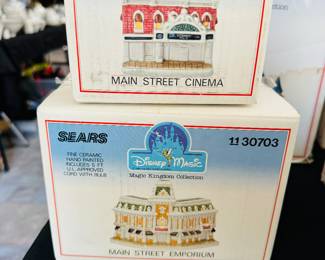 MAIN STREET CINEMA
SEARS
11 30703
FINE CERAMIC
HAND PAINTED
INCLUDES 5 FT.
U.L. APPROVED
CORD WITH BULB
DISNEY MAGIC
Magic Kingdom Collection
MAIN STREET EMPORIUM